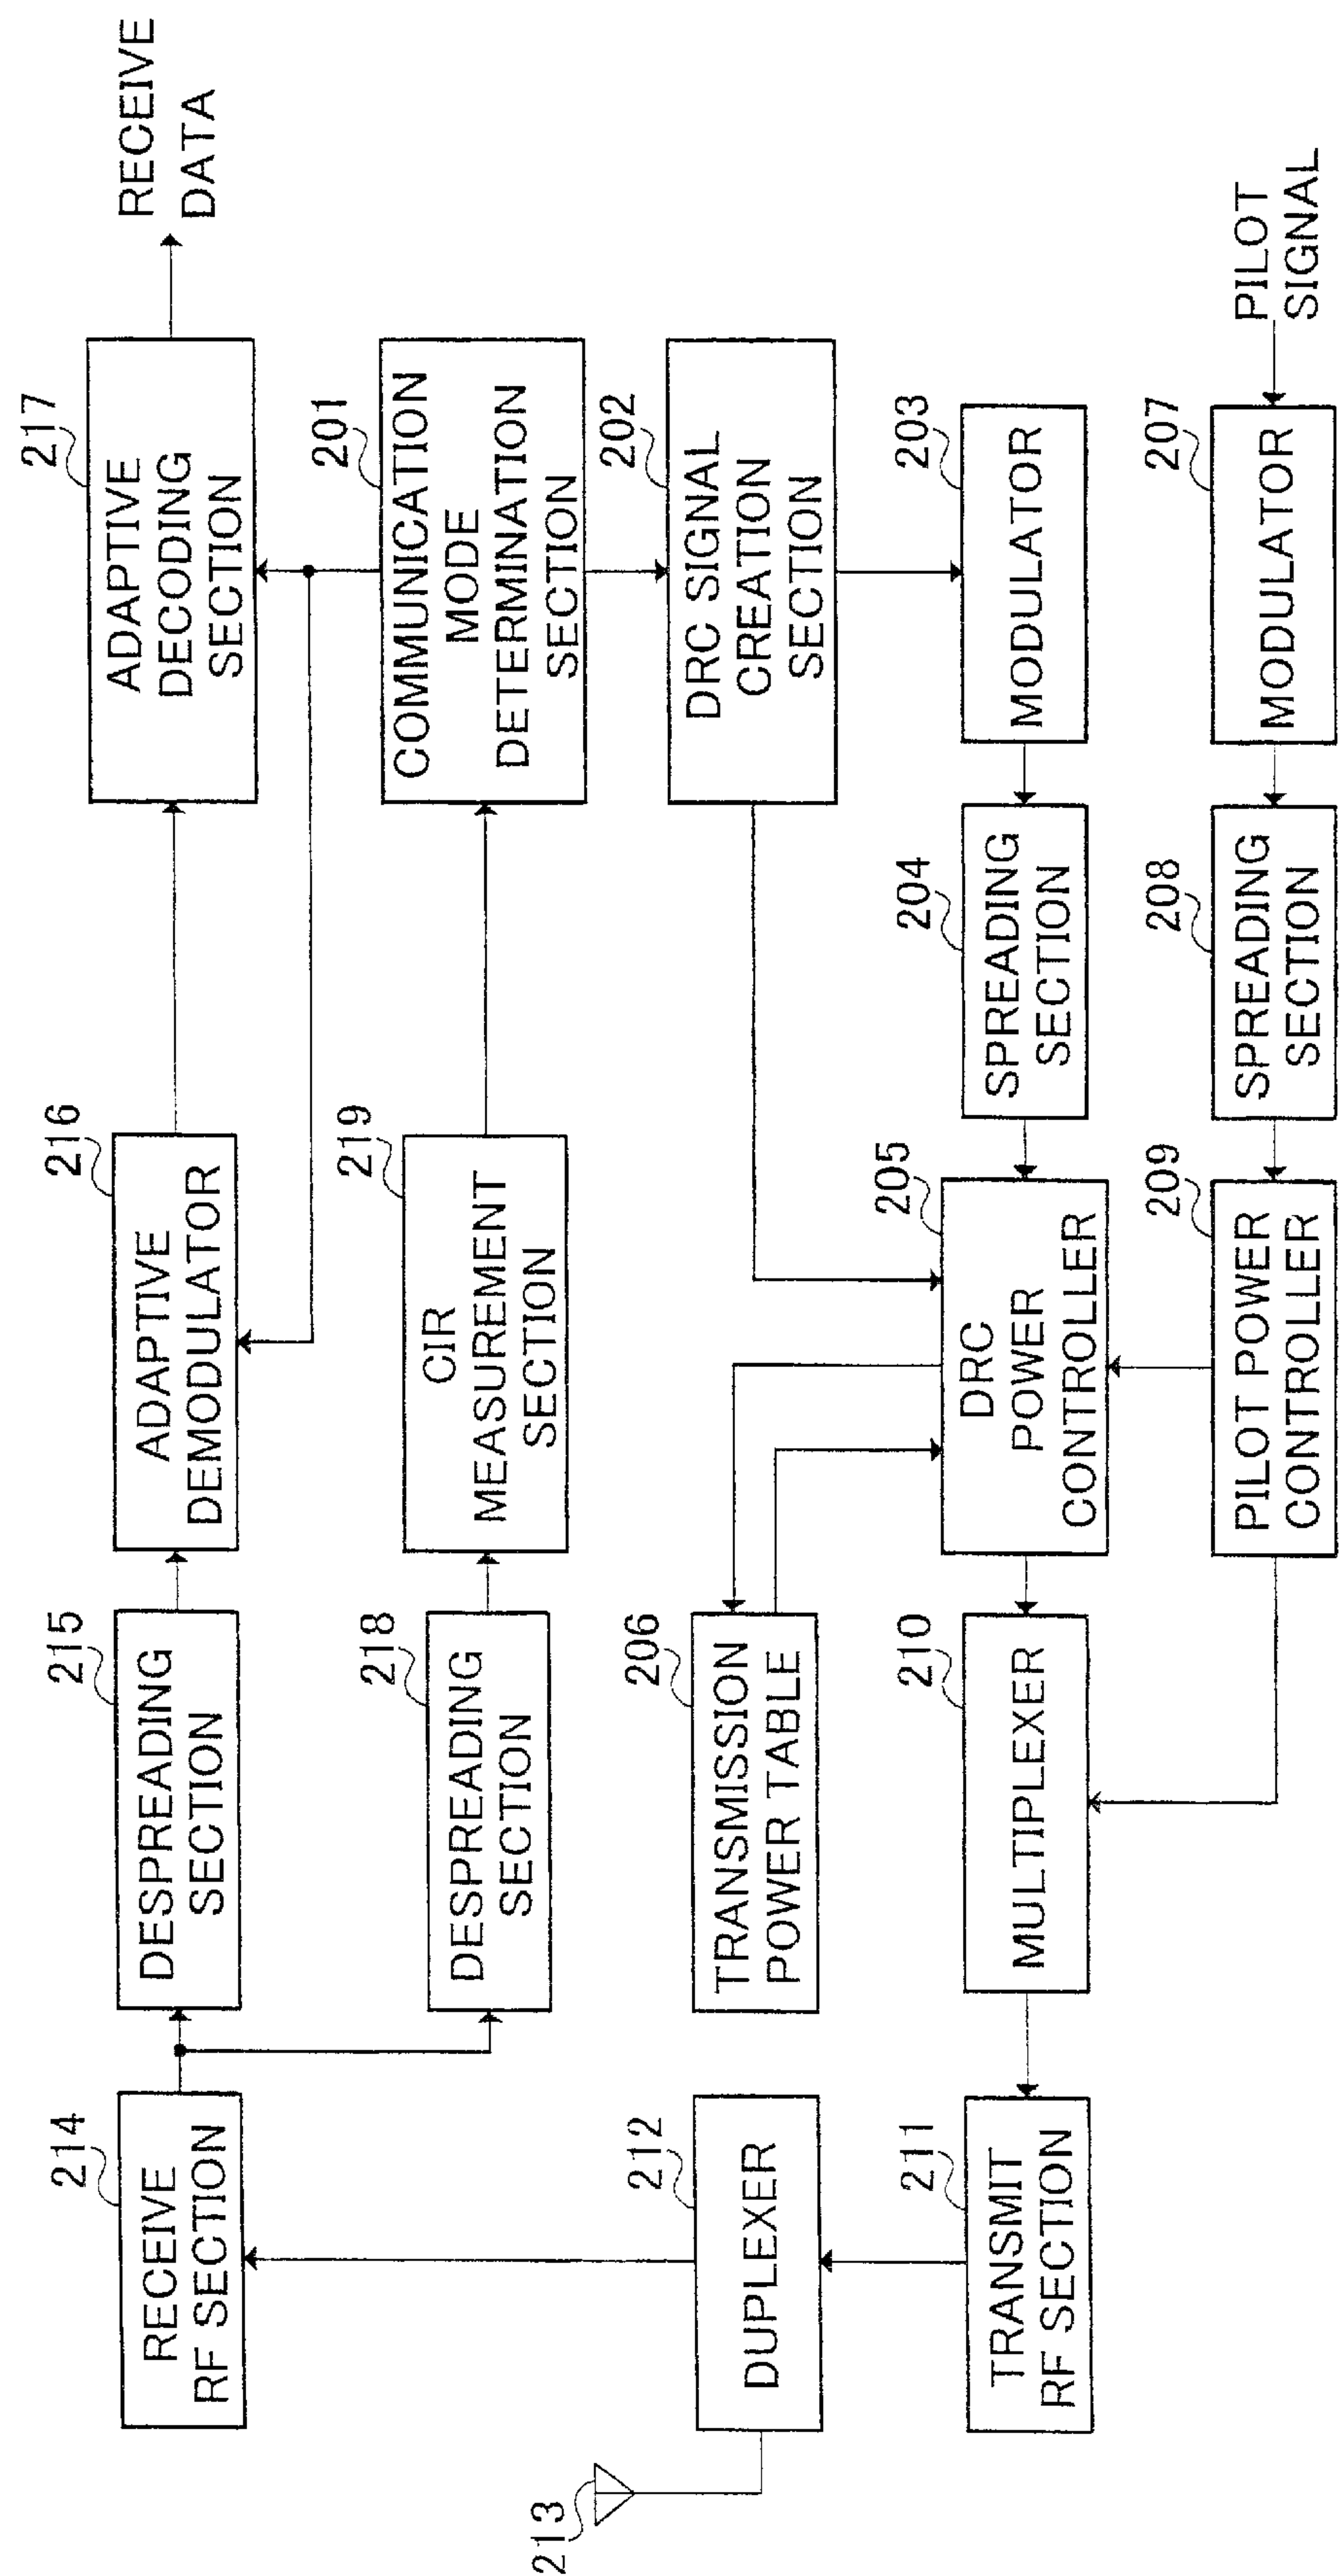 214
RECEIVE
RF SECTION
215
DESPREADING
SECTION
216
ADAPTIVE
DEMODULATOR
217
ADAPTIVE
DECODING
SECTION
RECEIVE
DATA
218
DESPREADING
SECTION
219
CIR
MEASUREMENT
SECTION
201
COMMUNICATION
MODE
DETERMINATION
SECTION
213
212
DUPLEXER
206
TRANSMISSION
POWER TABLE
202
DRC SIGNAL
CREATION
SECTION
211
TRANSMIT
RF SECTION
210
MULTIPLEXER
205
DRC
POWER
CONTROLLER
204
SPREADING
SECTION
203
MODULATOR
209
PILOT POWER
CONTROLLER
208
SPREADING
SECTION
207
MODULATOR
PILOT
SIGNAL